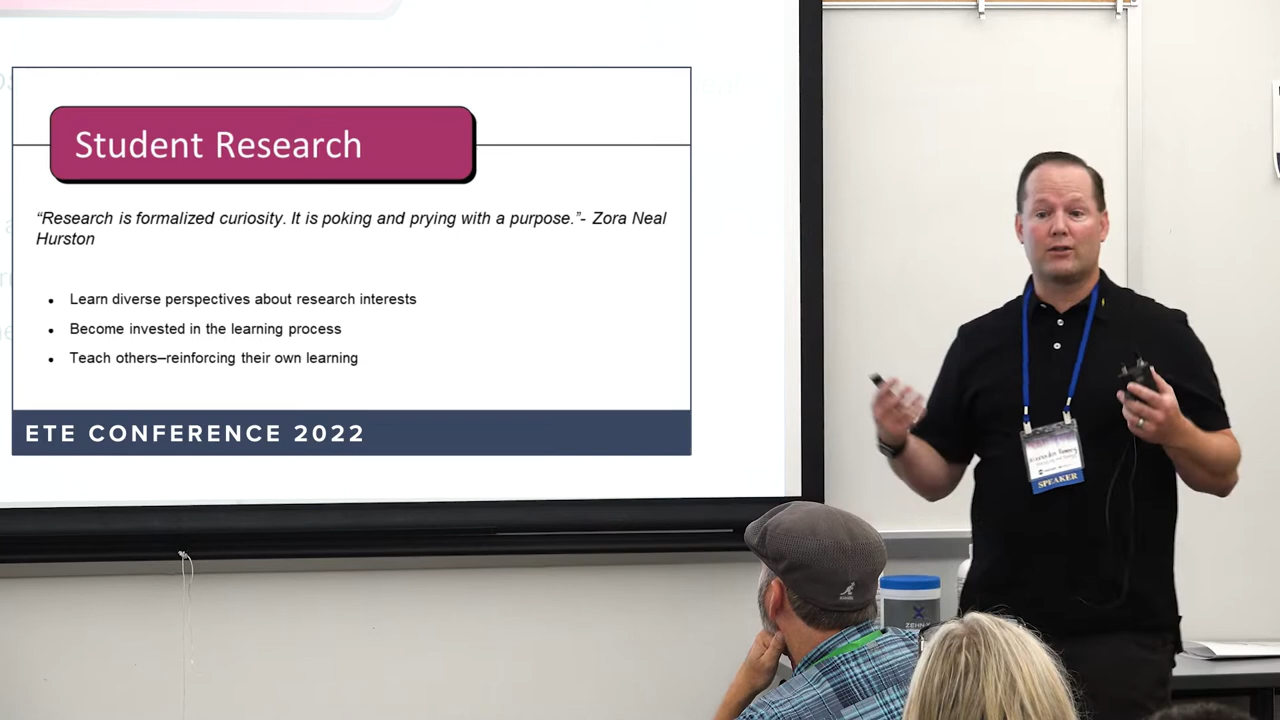 Student Research
“Research is formalized curiosity. It is poking and prying with a purpose.”- Zora Neal
Hurston
• Learn diverse perspectives about research interests
• Become invested in the learning process
• Teach others–reinforcing their own learning
ETE CONFERENCE 2022
SPEAKER